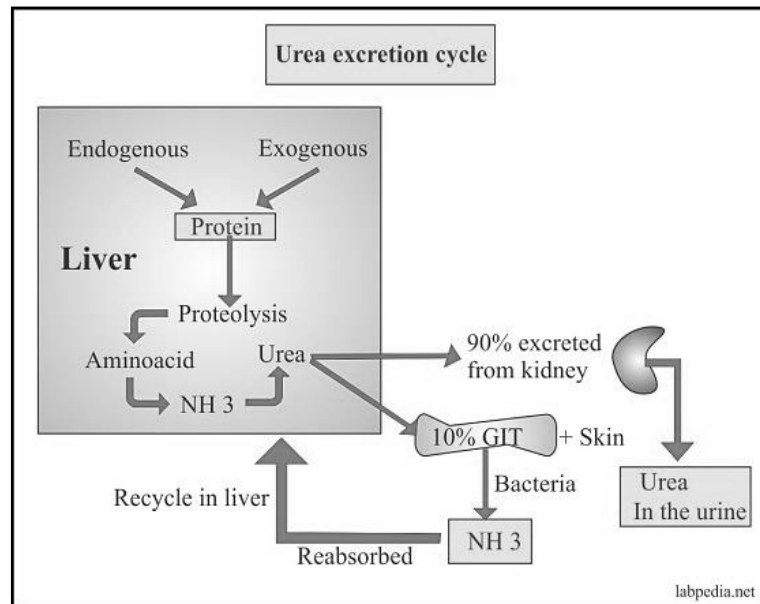 Urea excretion cycle
Endogenous
Exogenous
Protein
Liver
Proteolysis
Aminoacid
Urea
NH 3
90% excreted
from kidney
10% GIT
+ Skin
Bacteria
Urea
In the urine
Recycle in liver
Reabsorbed
NH 3
labpedia.net